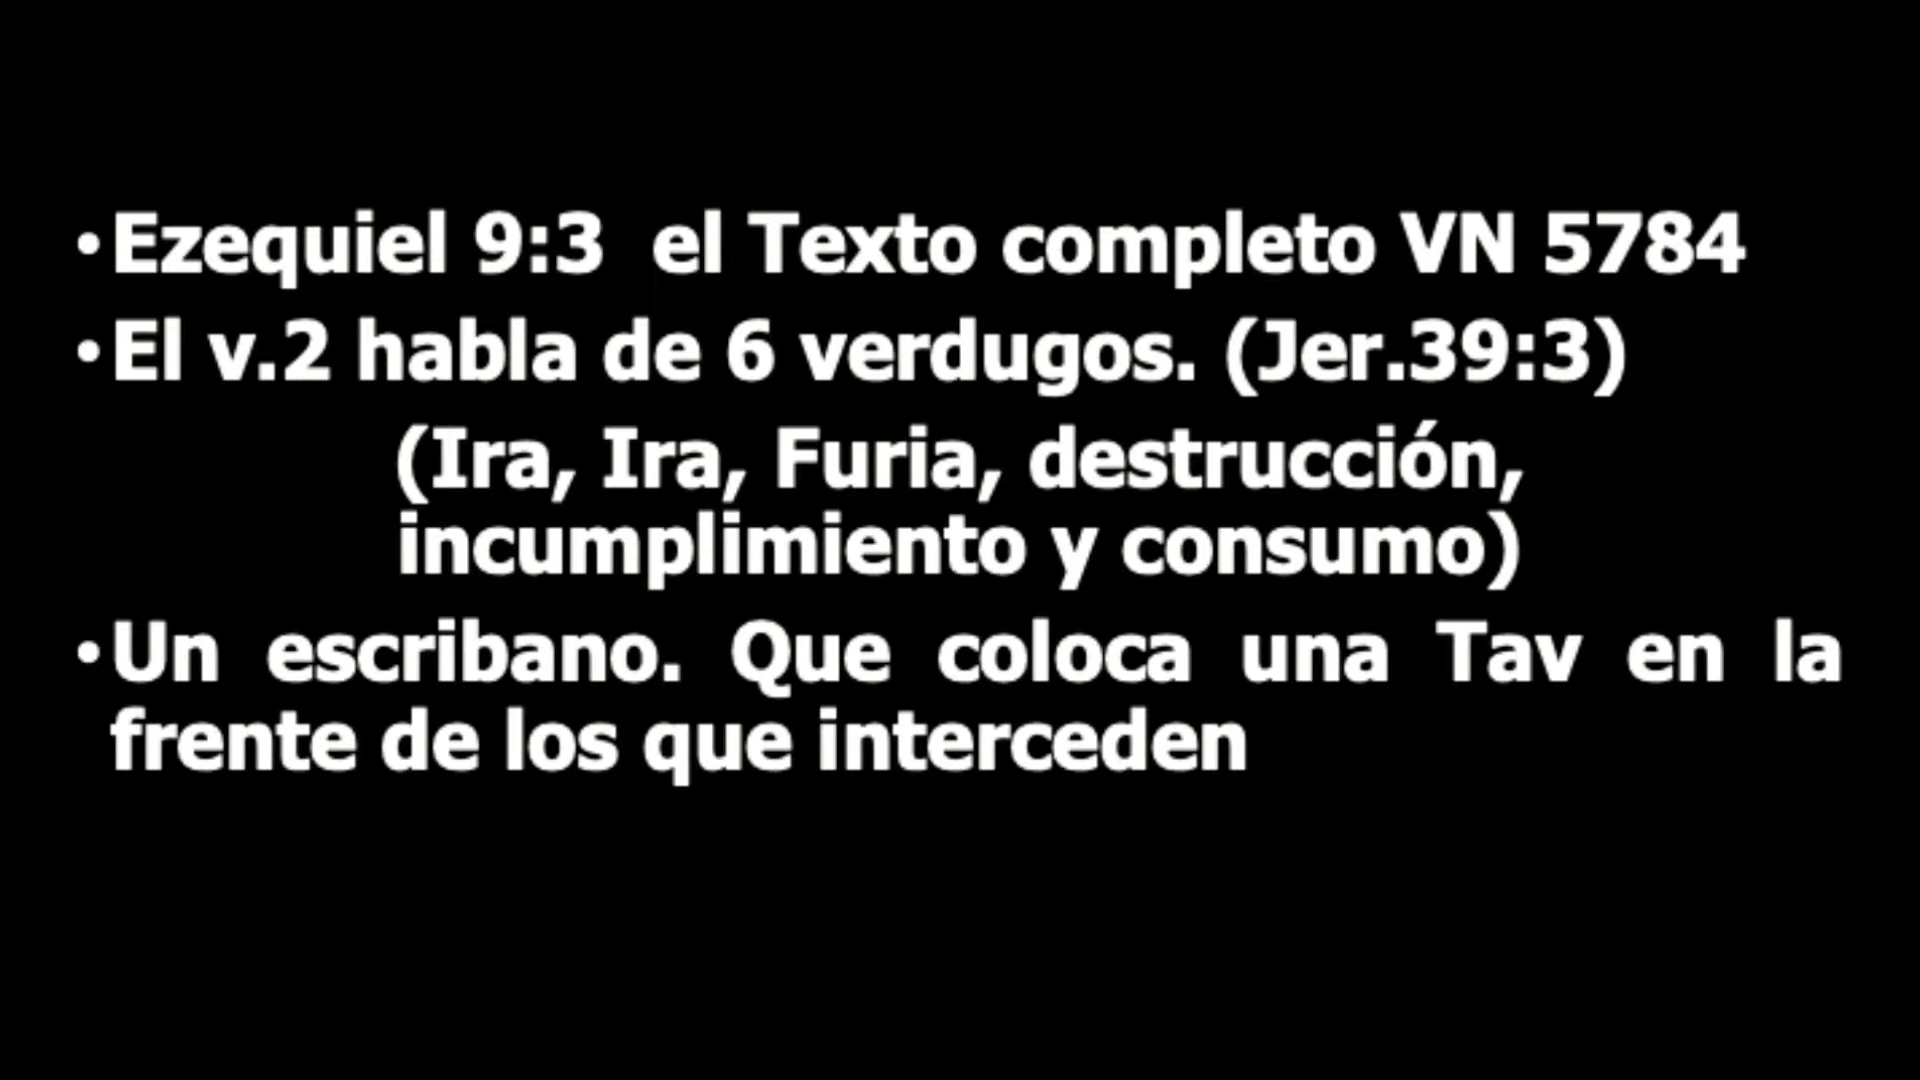 •Ezequiel 9:3 el Texto completo VN 5784
•El v.2 habla de 6 verdugos. (Jer.39:3)
(Ira, Ira, Furia, destrucción,
incumplimiento y consumo)
•Un escribano. Que coloca una Tav en la
frente de los que interceden